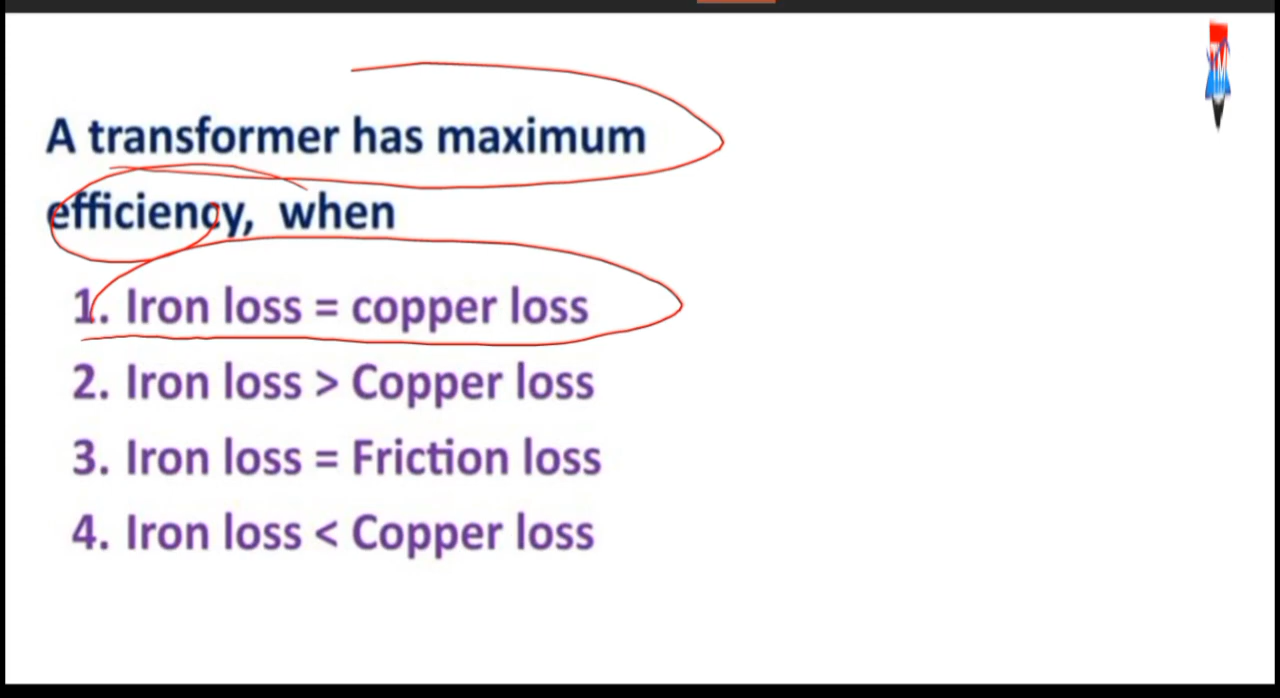 A transformer has maximum
efficiency, when
1. Iron loss = copper loss
2. Iron loss > Copper loss
3. Iron loss = Friction loss
4. Iron loss < Copper loss